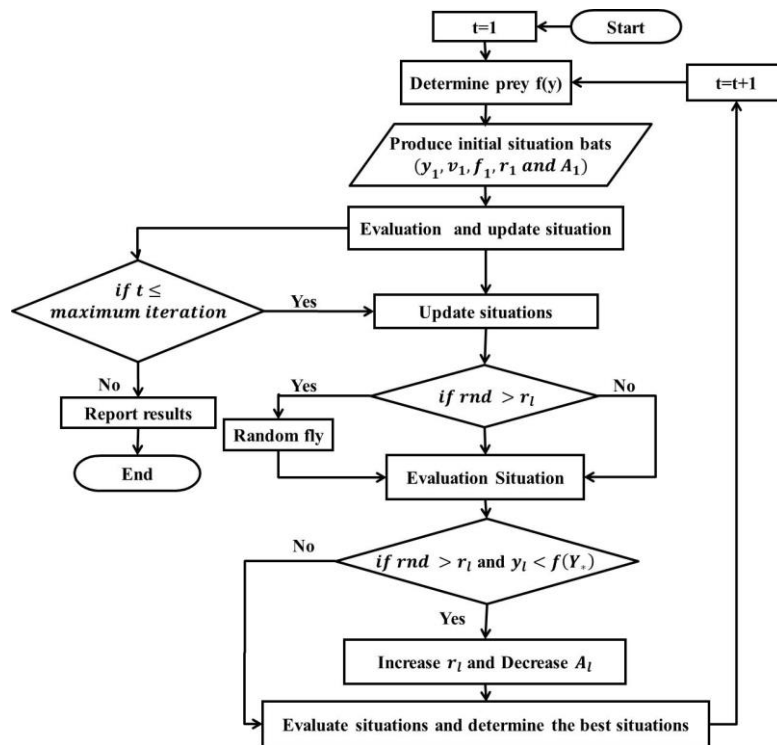 Start
t=1
Determine prey f(y)
t=t+1
Produce initial situation bats
(y₁, v₁, f₁, r₁ and A₁)
Evaluation and update situation
if t ≤
maximum iteration
Yes
Update situations
No
Report results
End
Yes
if rnd > rₗ
No
Random fly
Evaluation Situation
No
if rnd > rₗ and yₗ < f(Y*)
Yes
Increase rₗ and Decrease Aₗ
Evaluate situations and determine the best situations